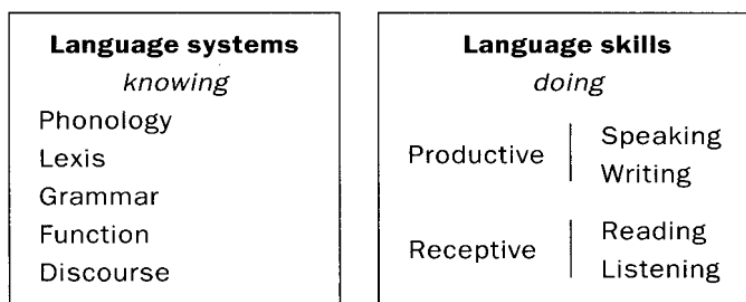 Language systems
knowing
Phonology
Lexis
Grammar
Function
Discourse
Language skills
doing
Productive
Speaking
Writing
Receptive
Reading
Listening